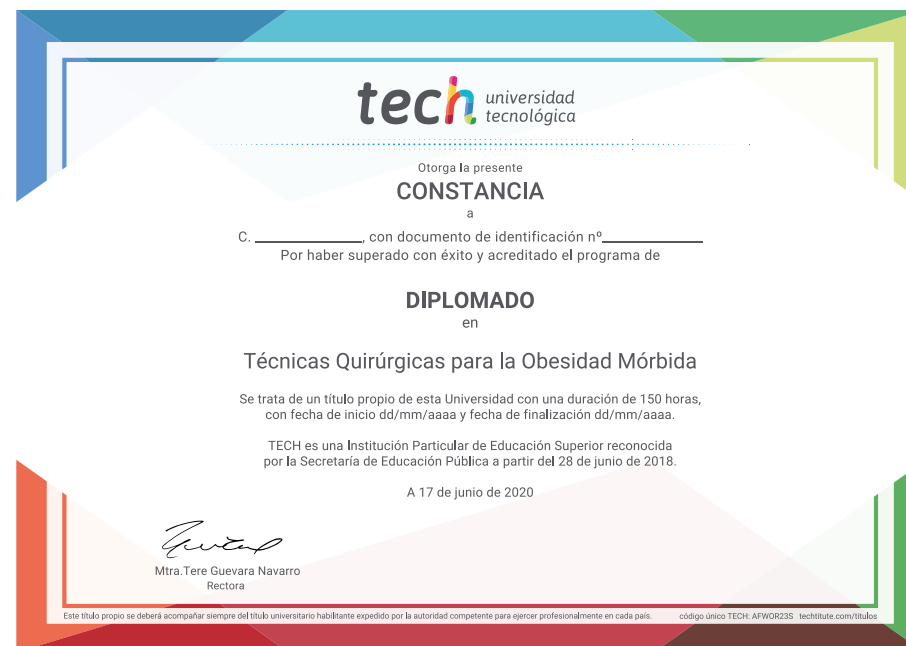 tech universidad
tecnológica
Otorga la presente
CONSTANCIA
a
C. ____________, con documento de identificación nº____________
Por haber superado con éxito y acreditado el programa de
DIPLOMADO
en
Técnicas Quirúrgicas para la Obesidad Mórbida
Se trata de un título propio de esta Universidad con una duración de 150 horas,
con fecha de inicio dd/mm/aaaa y fecha de finalización dd/mm/aaaa.
TECH es una Institución Particular de Educación Superior reconocida
por la Secretaría de Educación Pública a partir del 28 de junio de 2018.
A 17 de junio de 2020
Mtra.Tere Guevara Navarro
Rectora
Este título propio se deberá acompañar siempre del título universitario habilitante expedido por la autoridad competente para ejercer profesionalmente en cada país. código único TECH: AFWOR23S techtitute.com/titulos